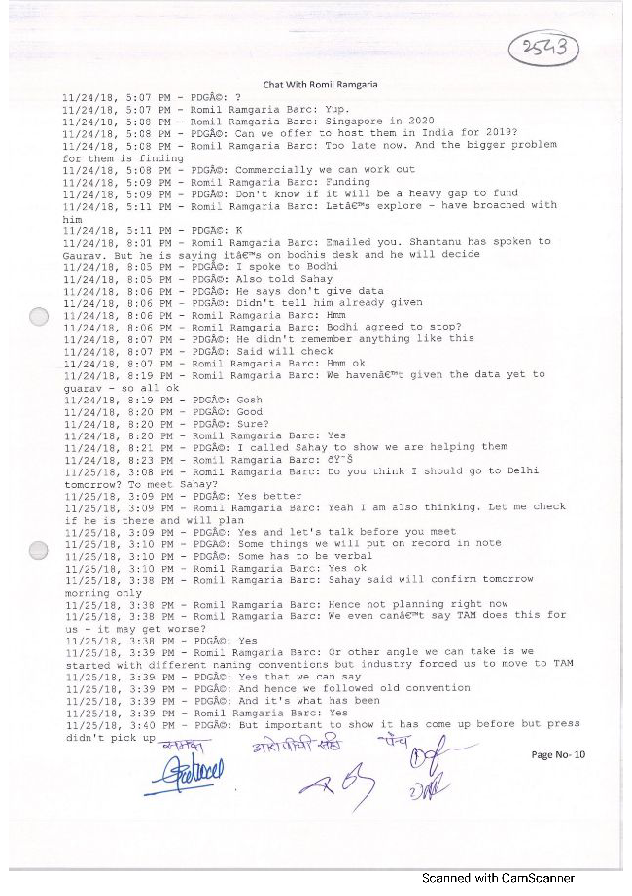 2543
Chat With Romil Ramgaria
11/24/18, 5:07 PM - PDGÂ©: ?
11/24/18, 5:07 PM - Romil Ramgaria Barc: Yup.
11/24/18, 5:08 PM - Romil Ramgaria Barc: Singapore in 2020
11/24/18, 5:08 PM - PDGÂ©: Can we offer to host them in India for 2019?
11/24/18, 5:08 PM - Romil Ramgaria Barc: Too late now. And the bigger problem
for them is finding
11/24/18, 5:08 PM - PDGÂ©: Commercially we can work out
11/24/18, 5:09 PM - Romil Ramgaria Barc: Funding
11/24/18, 5:09 PM - PDGÂ©: Don't know if it will be a heavy gap to fund
11/24/18, 5:11 PM - Romil Ramgaria Barc: Letâ€™s explore - have broached with
him
11/24/18, 5:11 PM - PDGÂ©: K
11/24/18, 8:01 PM - Romil Ramgaria Barc: Emailed you. Shantanu has spoken to
Gaurav. But he is saying itâ€™s on bodhis desk and he will decide
11/24/18, 8:05 PM - PDGÂ©: I spoke to Bodhi
11/24/18, 8:05 PM - PDGÂ©: Also told Sahay
11/24/18, 8:06 PM - PDGÂ©: He says don't give data
11/24/18, 8:06 PM - PDGÂ©: Didn't tell him already given
11/24/18, 8:06 PM - Romil Ramgaria Barc: Hmm
11/24/18, 8:06 PM - Romil Ramgaria Barc: Bodhi agreed to stop?
11/24/18, 8:07 PM - PDGÂ©: He didn't remember anything like this
11/24/18, 8:07 PM - PDGÂ©: Said will check
11/24/18, 8:07 PM - Romil Ramgaria Barc: Hmm ok
11/24/18, 8:19 PM - Romil Ramgaria Barc: We havenâ€™t given the data yet to
guarav - so all ok
11/24/18, 8:19 PM - PDGÂ©: Gosh
11/24/18, 8:20 PM - PDGÂ©: Good
11/24/18, 8:20 PM - PDGÂ©: Sure?
11/24/18, 8:20 PM - Romil Ramgaria Barc: Yes
11/24/18, 8:21 PM - PDGÂ©: I called Sahay to show we are helping them
11/24/18, 8:23 PM - Romil Ramgaria Barc: ðŸ˜Š
11/25/18, 3:08 PM - Romil Ramgaria Barc: Do you think I should go to Delhi
tomorrow? To meet Sahay?
11/25/18, 3:09 PM - PDGÂ©: Yes better
11/25/18, 3:09 PM - Romil Ramgaria Barc: Yeah I am also thinking. Let me check
if he is there and will plan
11/25/18, 3:09 PM - PDGÂ©: Yes and let's talk before you meet
11/25/18, 3:10 PM - PDGÂ©: Some things we will put on record in note
11/25/18, 3:10 PM - PDGÂ©: Some has to be verbal
11/25/18, 3:10 PM - Romil Ramgaria Barc: Yes ok
11/25/18, 3:38 PM - Romil Ramgaria Barc: Sahay said will confirm tomorrow
morning only
11/25/18, 3:38 PM - Romil Ramgaria Barc: Hence not planning right now
11/25/18, 3:38 PM - Romil Ramgaria Barc: We even canâ€™t say TAM does this for
us - it may get worse?
11/25/18, 3:38 PM - PDGÂ©: Yes
11/25/18, 3:39 PM - Romil Ramgaria Barc: Or other angle we can take is we
started with different naming conventions but industry forced us to move to TAM
11/25/18, 3:39 PM - PDGÂ©: Yes that we can say
11/25/18, 3:39 PM - PDGÂ©: And hence we followed old convention
11/25/18, 3:39 PM - PDGÂ©: And it's what has been
11/25/18, 3:39 PM - Romil Ramgaria Barc: Yes
11/25/18, 3:40 PM - PDGÂ©: But important to show it has come up before but press
didn't pick up
समक्ष आरोपीची सही पंच
Page No- 10
Scanned with CamScanner